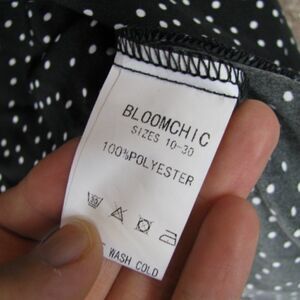 BLOOMCHIC
SIZES 10-30
100%POLYESTER
WASH COLD